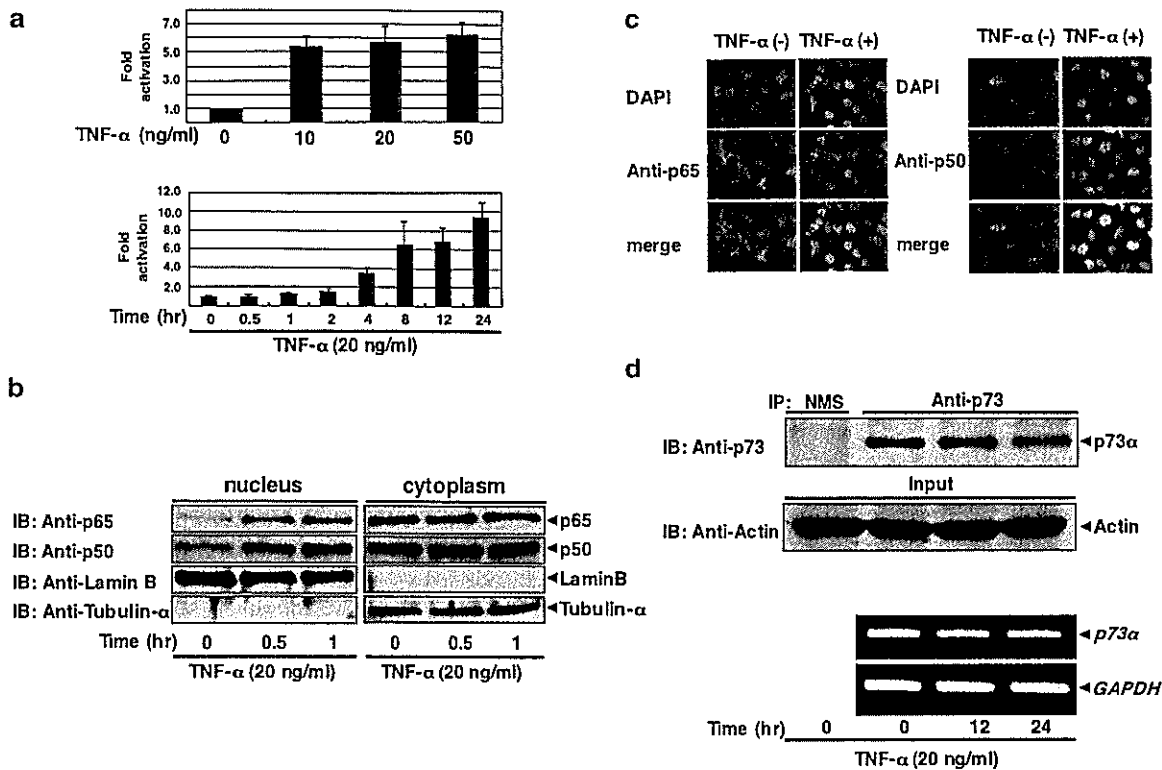 a
Fold
activation
7.0
5.0
3.0
1.0
TNF-α (ng/ml) 0 10 20 50
Fold
activation
12.0
10.0
8.0
6.0
4.0
2.0
Time (hr) 0 0.5 1 2 4 8 12 24
TNF-α (20 ng/ml)
b
nucleus cytoplasm
IB: Anti-p65 p65
IB: Anti-p50 p50
IB: Anti-Lamin B LaminB
IB: Anti-Tubulin-α Tubulin-α
Time (hr) 0 0.5 1 0 0.5 1
TNF-α (20 ng/ml) TNF-α (20 ng/ml)
c
TNF-α (-) TNF-α (+) TNF-α (-) TNF-α (+)
DAPI DAPI
Anti-p65 Anti-p50
merge merge
d
IP: NMS Anti-p73
IB: Anti-p73 p73α
Input
IB: Anti-Actin Actin
p73α
GAPDH
Time (hr) 0 0 12 24
TNF-α (20 ng/ml)